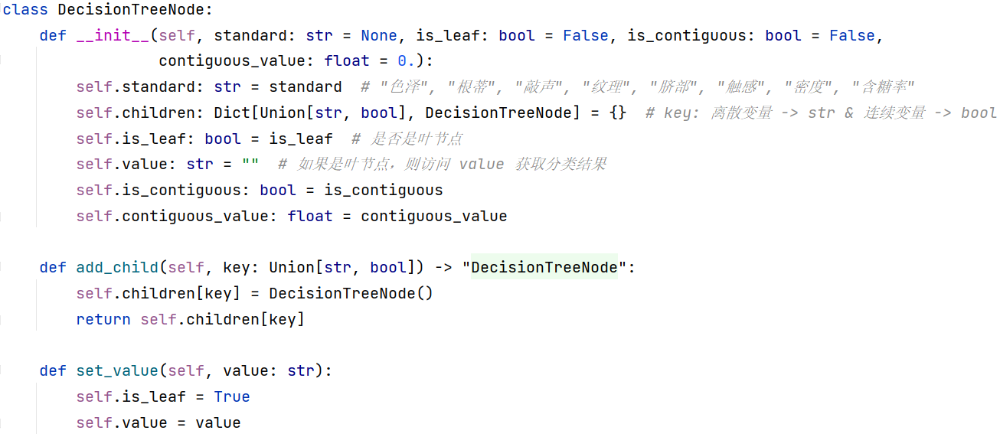 class DecisionTreeNode:
    def __init__(self, standard: str = None, is_leaf: bool = False, is_contiguous: bool = False,
                 contiguous_value: float = 0.):
        self.standard: str = standard  # "色泽", "根蒂", "敲声", "纹理", "脐部", "触感", "密度", "含糖率"
        self.children: Dict[Union[str, bool], DecisionTreeNode] = {}  # key: 离散变量 -> str & 连续变量 -> bool
        self.is_leaf: bool = is_leaf  # 是否是叶节点
        self.value: str = ""  # 如果是叶节点，则访问 value 获取分类结果
        self.is_contiguous: bool = is_contiguous
        self.contiguous_value: float = contiguous_value
    def add_child(self, key: Union[str, bool]) -> "DecisionTreeNode":
        self.children[key] = DecisionTreeNode()
        return self.children[key]
    def set_value(self, value: str):
        self.is_leaf = True
        self.value = value